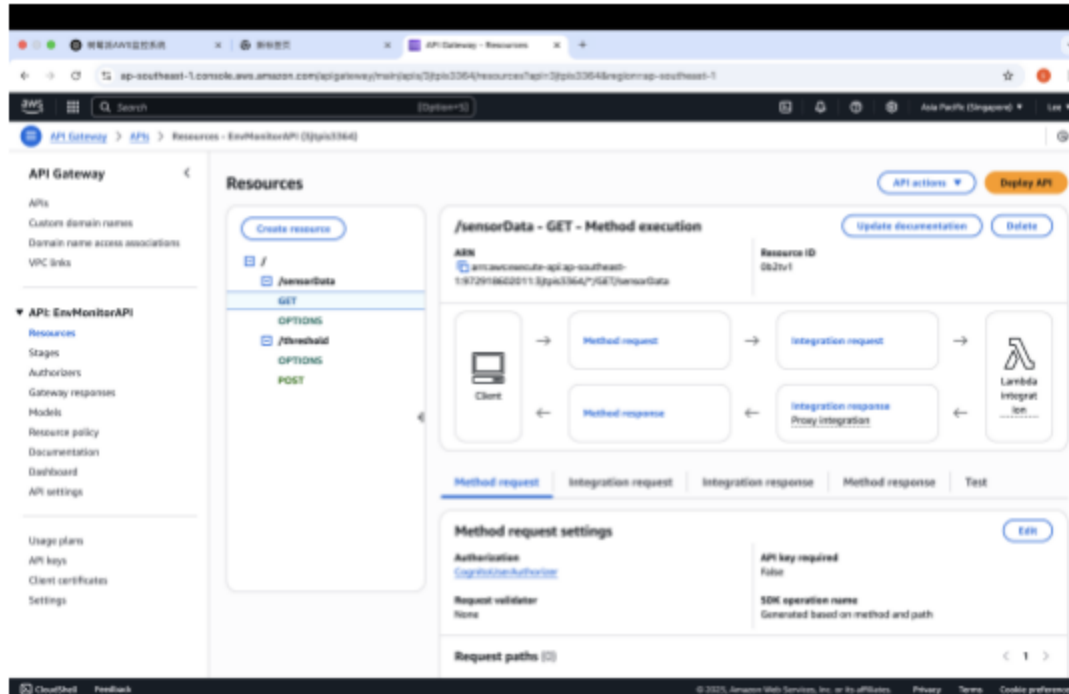 API Gateway - Resources
ap-southeast-1.console.aws.amazon.com/apigateway/main/apis/3jtpis3364/resources?api=3jtpis3364&region=ap-southeast-1
aws
Search
[Option+S]
Asia Pacific (Singapore)
Lee
API Gateway > APIs > Resources - EnvMonitorAPI (3jtpis3364)
API Gateway
APIs
Custom domain names
Domain name access associations
VPC links
API: EnvMonitorAPI
Resources
Stages
Authorizers
Gateway responses
Models
Resource policy
Documentation
Dashboard
API settings
Usage plans
API keys
Client certificates
Settings
Resources
API actions
Deploy API
Create resource
/
/sensorData
GET
OPTIONS
/threshold
OPTIONS
POST
/sensorData - GET - Method execution
Update documentation
Delete
ARN
arn:aws:execute-api:ap-southeast-
1:972918602011:3jtpis3364/*/GET/sensorData
Resource ID
0b2tv1
Client
Method request
Integration request
Method response
Integration response
Proxy integration
Lambda
integrat
ion
Method request
Integration request
Integration response
Method response
Test
Method request settings
Edit
Authorization
CognitoUserAuthorizer
API key required
False
Request validator
None
SDK operation name
Generated based on method and path
Request paths (0)
1
CloudShell
Feedback
© 2025, Amazon Web Services, Inc. or its affiliates.
Privacy
Terms
Cookie preferences